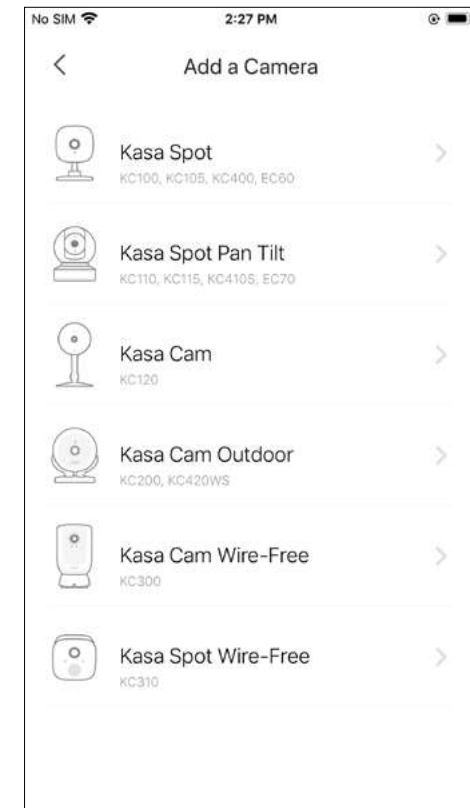 No SIM 2:27 PM
Add a Camera
Kasa Spot
KC100, KC105, KC400, EC60
Kasa Spot Pan Tilt
KC110, KC115, KC410S, EC70
Kasa Cam
KC120
Kasa Cam Outdoor
KC200, KC420WS
Kasa Cam Wire-Free
KC300
Kasa Spot Wire-Free
KC310